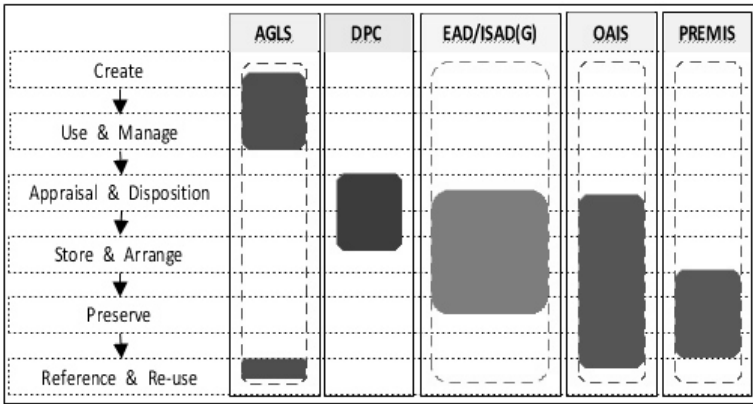 AGLS DPC EAD/ISAD(G) OAIS PREMIS
Create
Use & Manage
Appraisal & Disposition
Store & Arrange
Preserve
Reference & Re-use